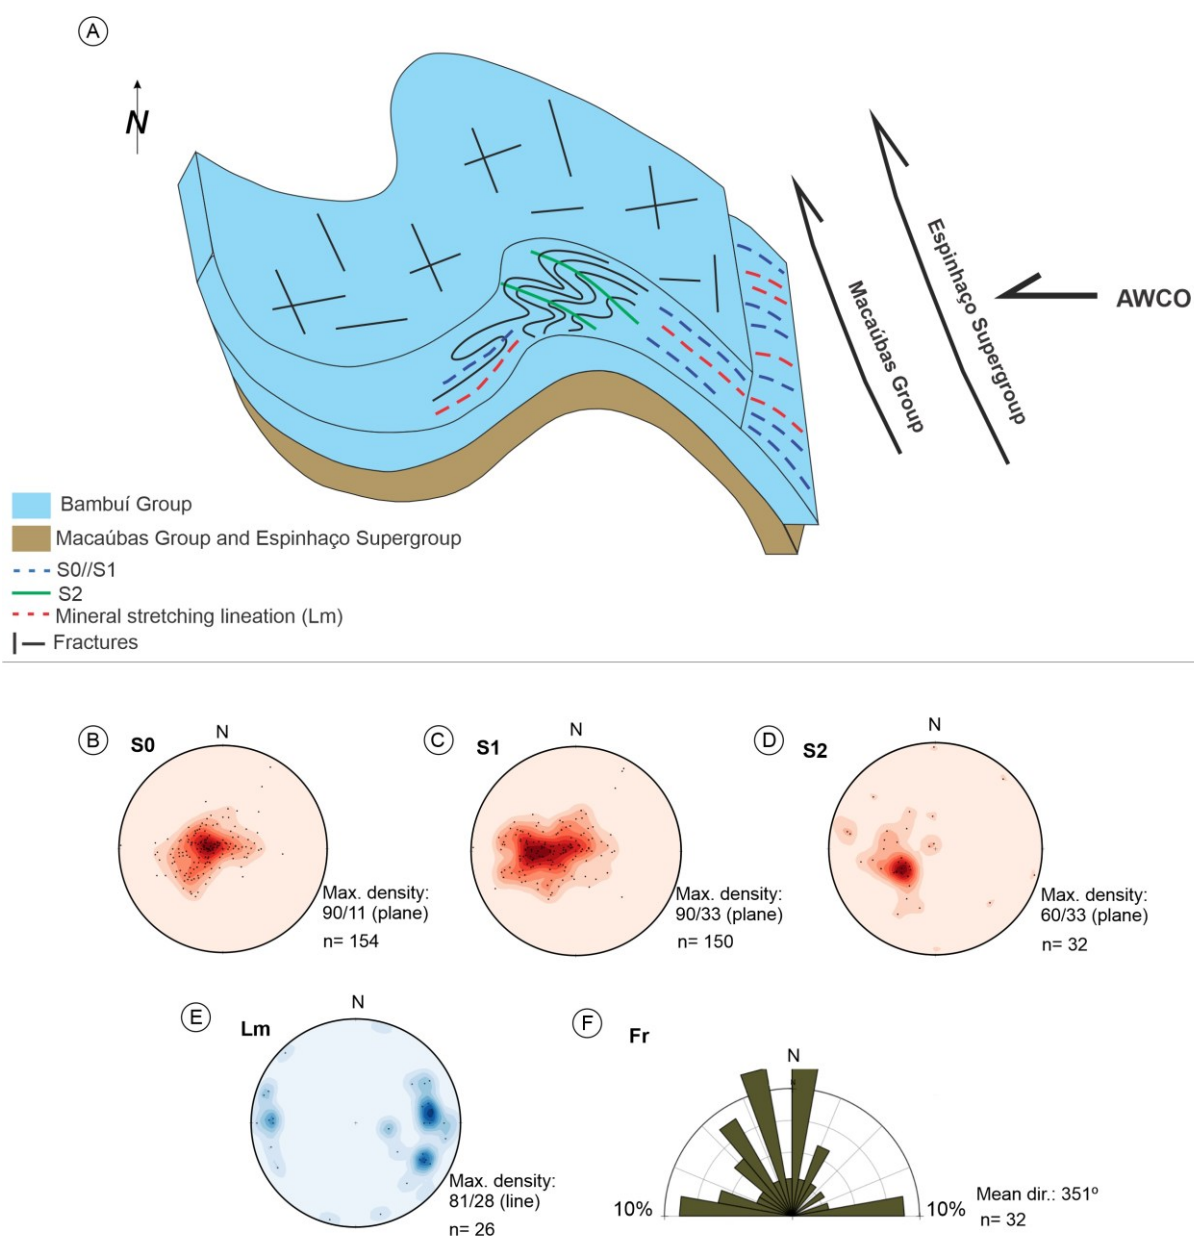 A
N
Macaúbas Group
Espinhaço Supergroup
AWCO
Bambuí Group
Macaúbas Group and Espinhaço Supergroup
S0//S1
S2
Mineral stretching lineation (Lm)
Fractures
B
S0
N
Max. density:
90/11 (plane)
n= 154
C
S1
N
Max. density:
90/33 (plane)
n= 150
D
S2
N
Max. density:
60/33 (plane)
n= 32
E
Lm
N
Max. density:
81/28 (line)
n= 26
F
Fr
N
N
10%
10%
Mean dir.: 351º
n= 32